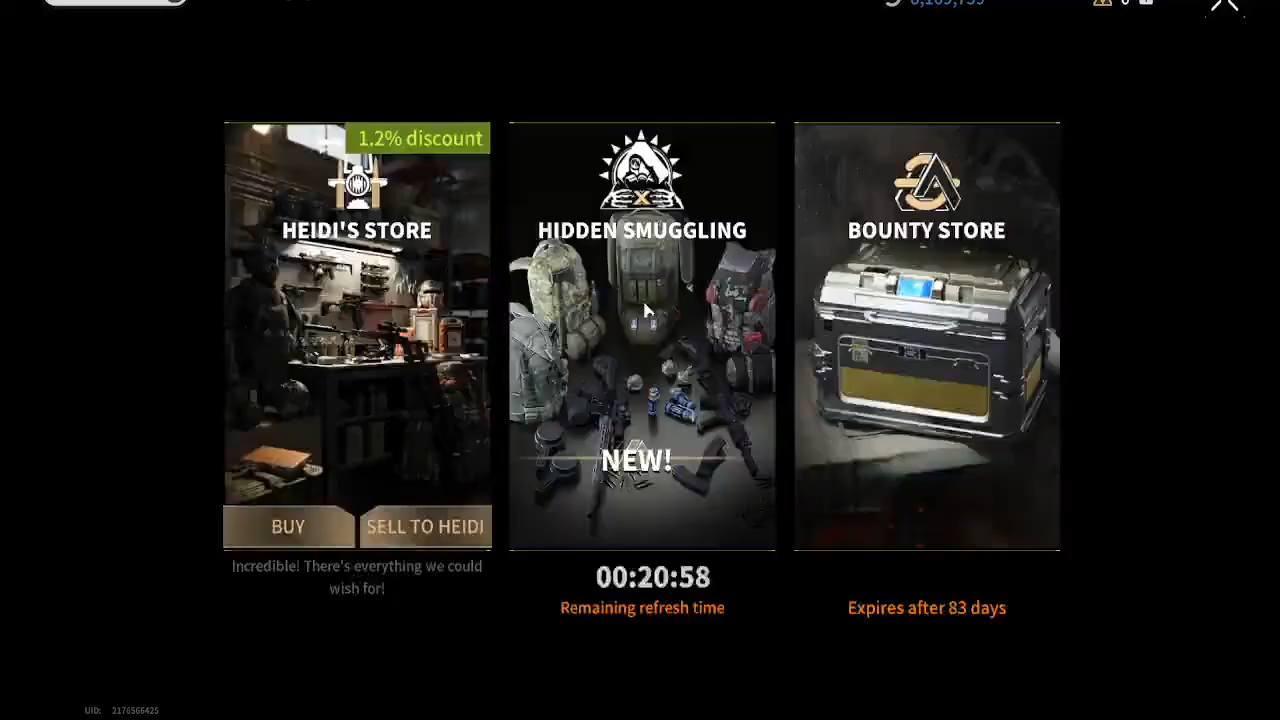 1.2% discount
HEIDI'S STORE
HIDDEN SMUGGLING
BOUNTY STORE
NEW!
BUY
SELL TO HEIDI
Incredible! There's everything we could
wish for!
00:20:58
Remaining refresh time
Expires after 83 days
UID: 2176566425